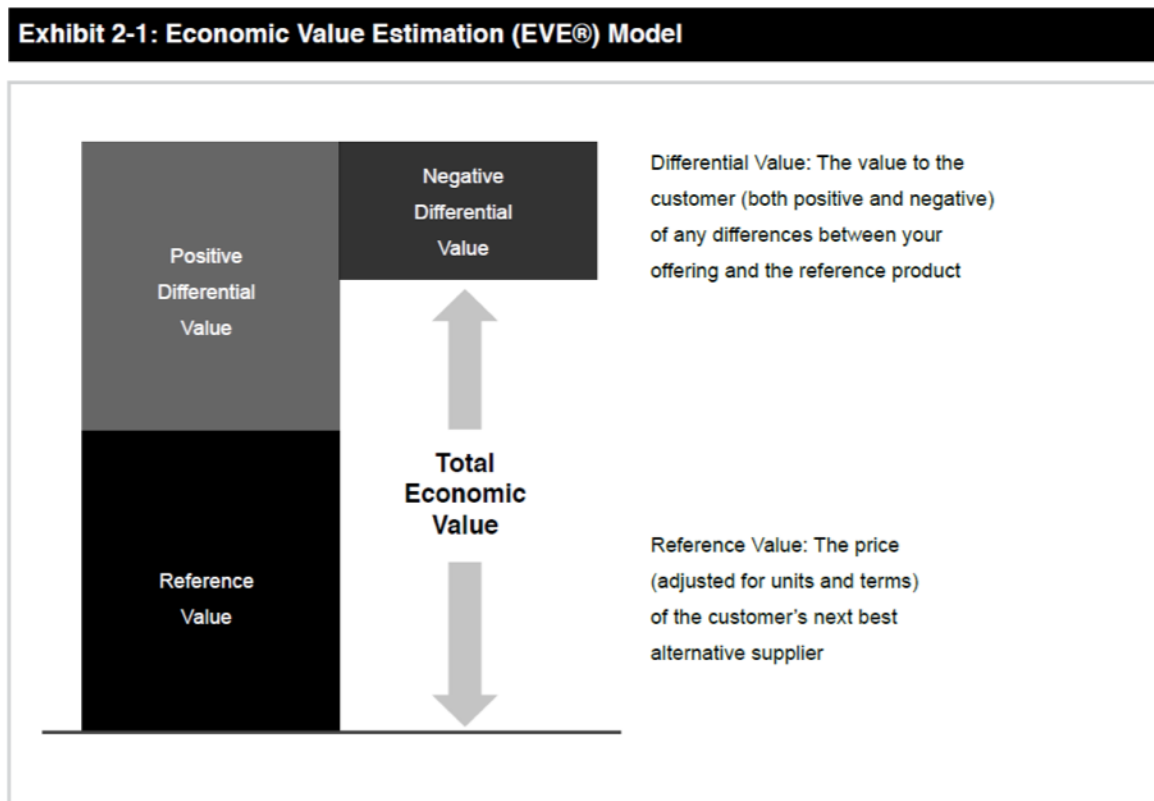 Exhibit 2-1: Economic Value Estimation (EVE®) Model
Positive
Differential
Value
Negative
Differential
Value
Differential Value: The value to the
customer (both positive and negative)
of any differences between your
offering and the reference product
Total
Economic
Value
Reference
Value
Reference Value: The price
(adjusted for units and terms)
of the customer's next best
alternative supplier